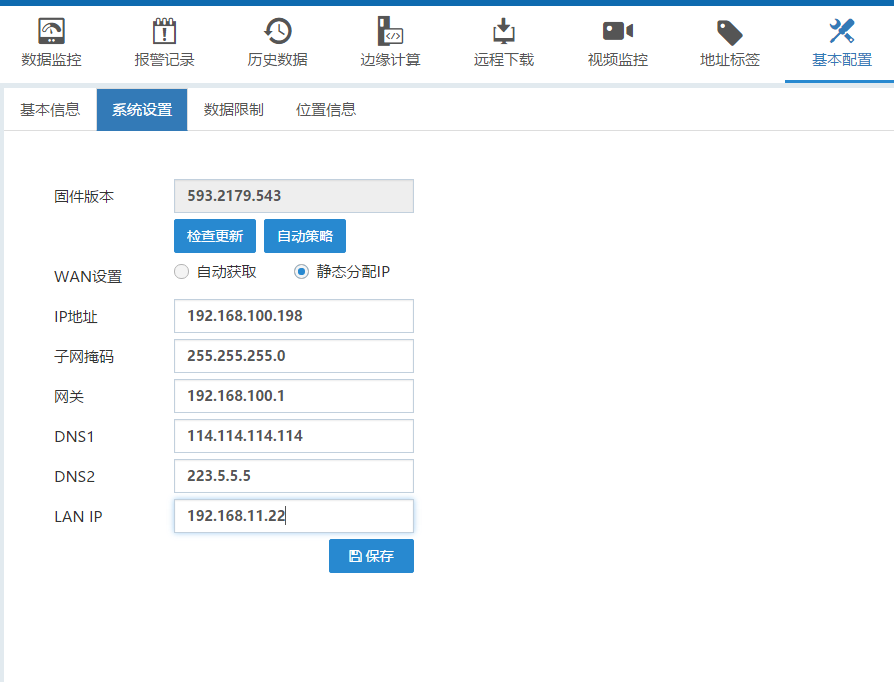 数据监控 报警记录 历史数据 边缘计算 远程下载 视频监控 地址标签 基本配置
基本信息 系统设置 数据限制 位置信息
固件版本 593.2179.543
检查更新 自动策略
WAN设置 自动获取 静态分配IP
IP地址 192.168.100.198
子网掩码 255.255.255.0
网关 192.168.100.1
DNS1 114.114.114.114
DNS2 223.5.5.5
LAN IP 192.168.11.22
保存